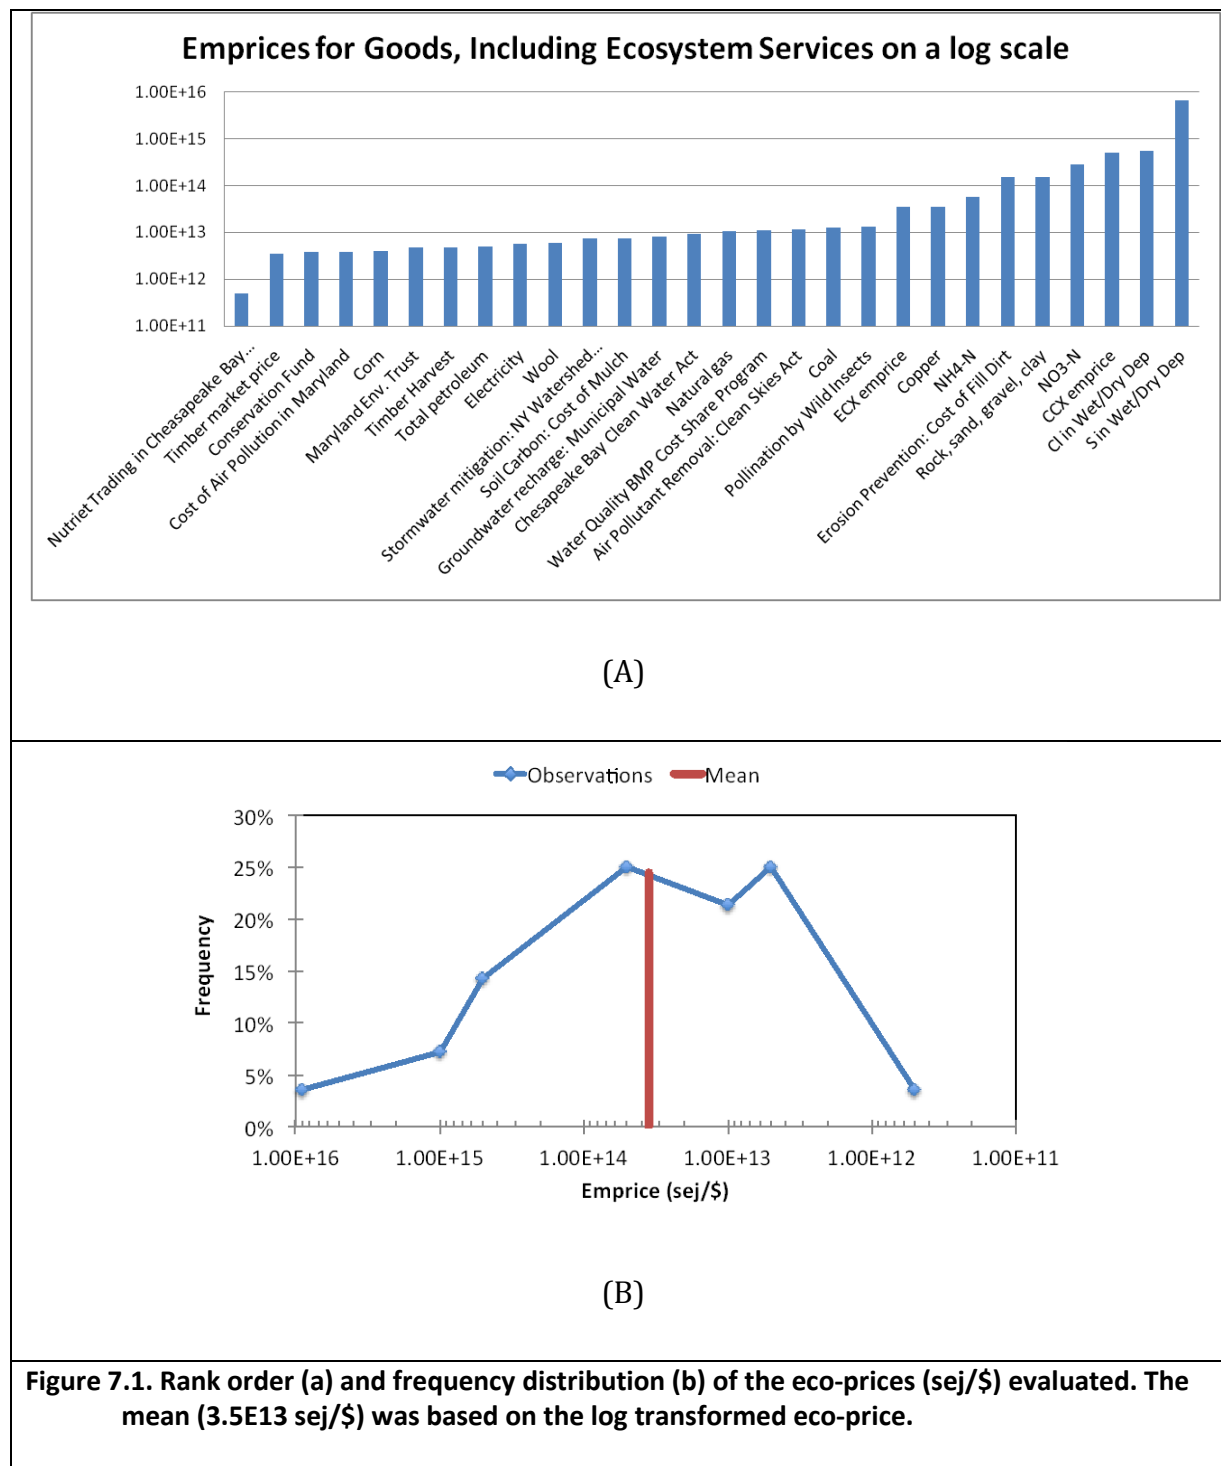 Emprices for Goods, Including Ecosystem Services on a log scale
1.00E+16
1.00E+15
1.00E+14
1.00E+13
1.00E+12
1.00E+11
Nutriet Trading in Cheasapeake Bay...
Timber market price
Conservation Fund
Cost of Air Pollution in Maryland
Corn
Maryland Env. Trust
Timber Harvest
Total petroleum
Electricity
Wool
Stormwater mitigation: NY Watershed...
Soil Carbon: Cost of Mulch
Groundwater recharge: Municipal Water
Chesapeake Bay Clean Water Act
Natural gas
Water Quality BMP Cost Share Program
Air Pollutant Removal: Clean Skies Act
Coal
Pollination by Wild Insects
ECX emprice
Copper
NH4-N
Erosion Prevention: Cost of Fill Dirt
Rock, sand, gravel, clay
NO3-N
CCX emprice
Cl in Wet/Dry Dep
S in Wet/Dry Dep
(A)
Observations Mean
30%
25%
20%
15%
10%
5%
0%
Frequency
1.00E+16 1.00E+15 1.00E+14 1.00E+13 1.00E+12 1.00E+11
Emprice (sej/$)
(B)
Figure 7.1. Rank order (a) and frequency distribution (b) of the eco-prices (sej/$) evaluated. The
mean (3.5E13 sej/$) was based on the log transformed eco-price.